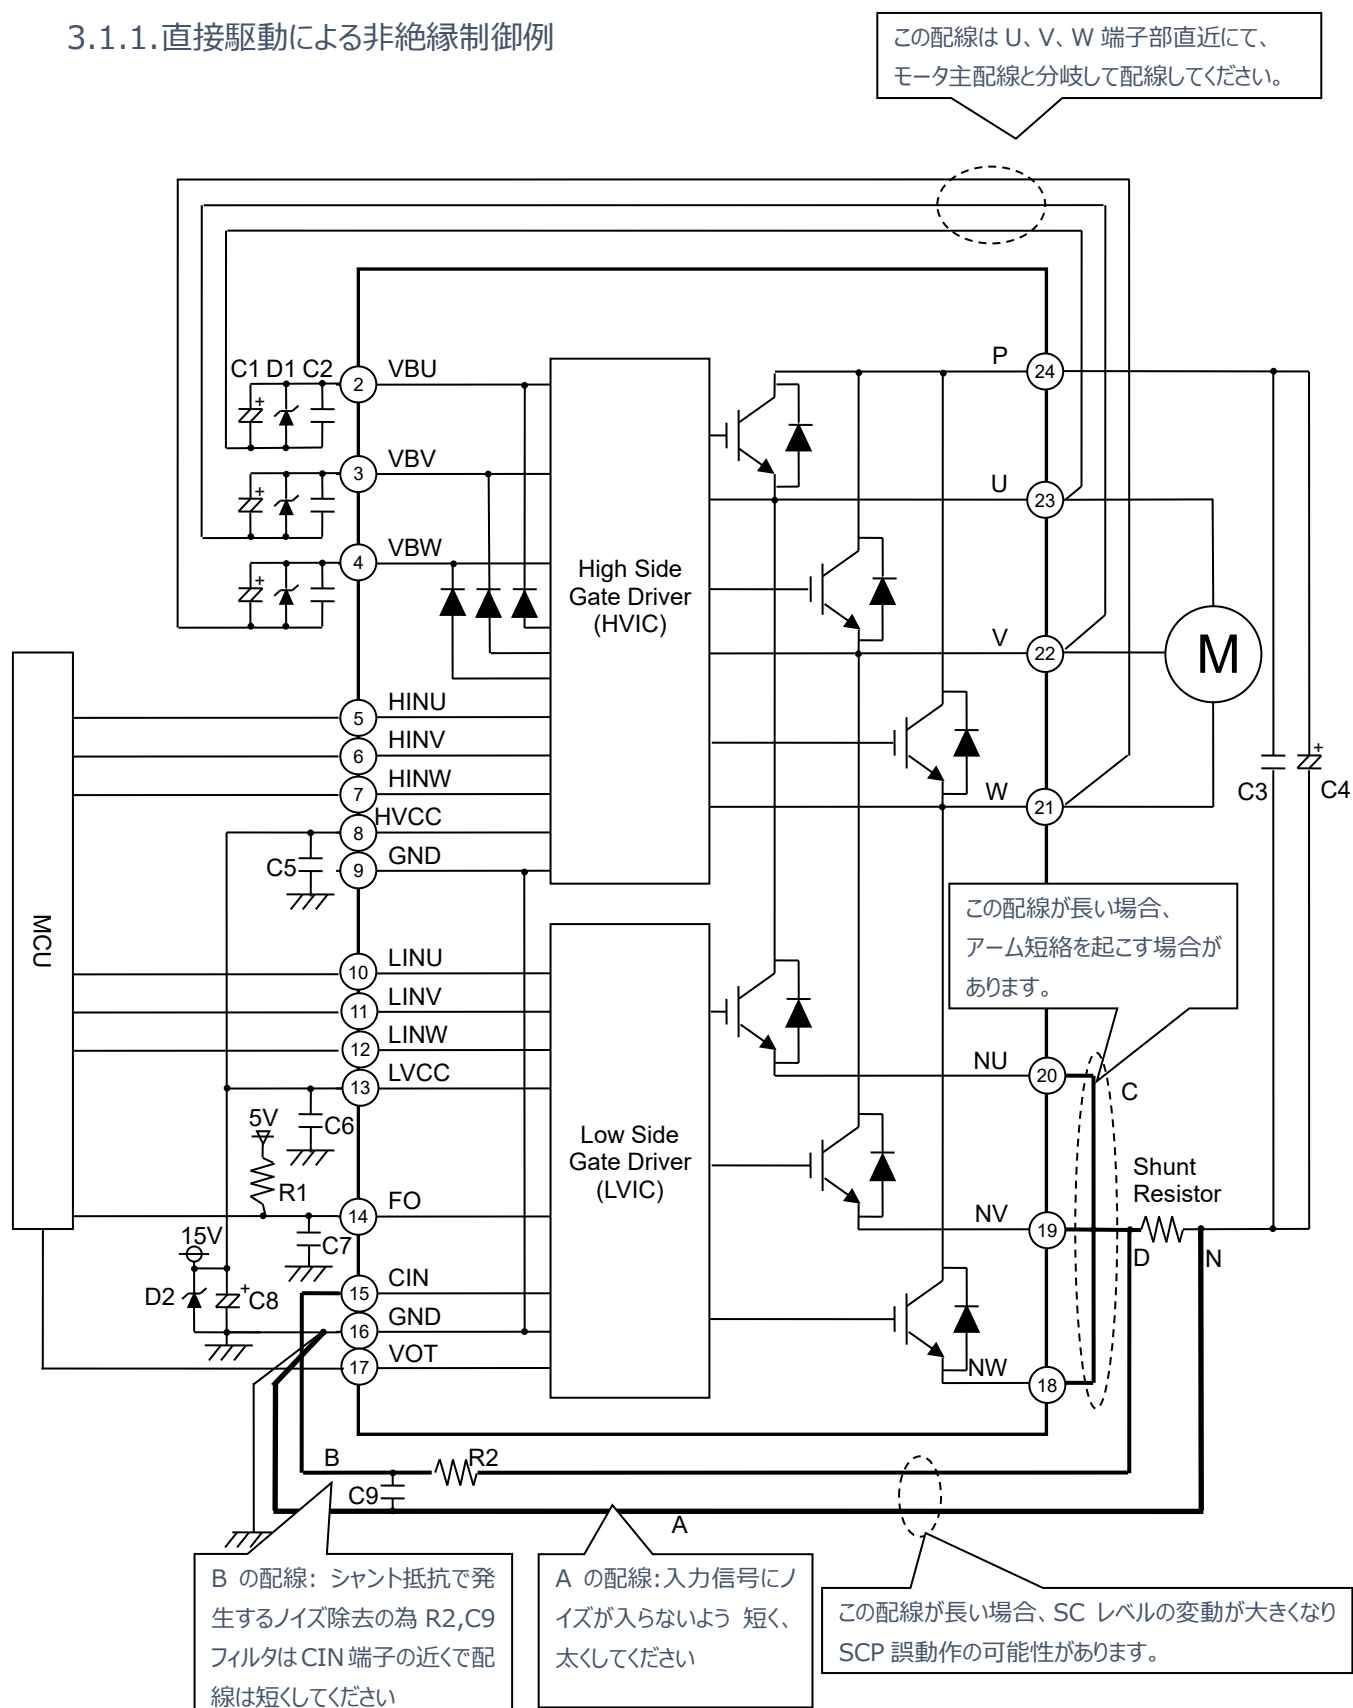 3.1.1.直接駆動による非絶縁制御例
この配線は U、V、W 端子部直近にて、
モータ主配線と分岐して配線してください。
C1 D1 C2
2
VBU
P
24
+
3
VBV
U
23
+
4
VBW
High Side
Gate Driver
(HVIC)
+
V
22
M
5
HINU
6
HINV
7
HINW
W
21
C3
+
C4
8
HVCC
C5
9
GND
MCU
この配線が長い場合、
アーム短絡を起こす場合が
あります。
10
LINU
11
LINV
12
LINW
13
LVCC
NU
20
C
5V
C6
Low Side
Gate Driver
(LVIC)
Shunt
Resistor
R1
14
FO
NV
19
15V
C7
D
N
15
CIN
D2
+
C8
16
GND
17
VOT
NW
18
B
R2
C9
A
B の配線: シャント抵抗で発
生するノイズ除去の為 R2,C9
フィルタは CIN 端子の近くで配
線は短くしてください
A の配線:入力信号にノ
イズが入らないよう 短く、
太くしてください
この配線が長い場合、SC レベルの変動が大きくなり
SCP 誤動作の可能性があります。